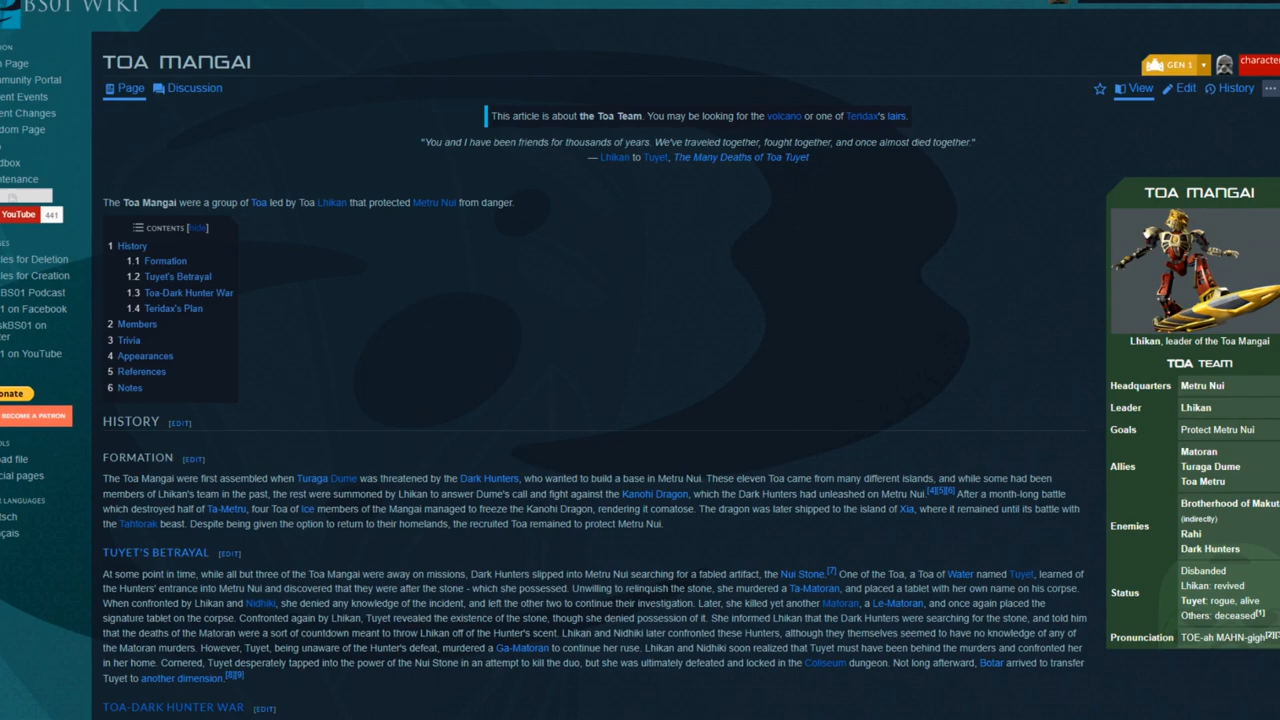 BS01 WIKI
TOA MANGAI
GEN 1
character
Page
Discussion
View
Edit
History
Page
Community Portal
Current Events
Recent Changes
Random Page
Sandbox
Maintenance
YouTube 441
for Deletion
for Creation
BS01 Podcast
on Facebook
BS01 on
on YouTube
Donate
BECOME A PATRON
file
pages
LANGUAGES
This article is about the Toa Team. You may be looking for the volcano or one of Teridax's lairs.
"You and I have been friends for thousands of years. We've traveled together, fought together, and once almost died together."
— Lhikan to Tuyet, The Many Deaths of Toa Tuyet
The Toa Mangai were a group of Toa led by Toa Lhikan that protected Metru Nui from danger.
CONTENTS [hide]
1 History
1.1 Formation
1.2 Tuyet's Betrayal
1.3 Toa-Dark Hunter War
1.4 Teridax's Plan
2 Members
3 Trivia
4 Appearances
5 References
6 Notes
HISTORY [EDIT]
FORMATION [EDIT]
The Toa Mangai were first assembled when Turaga Dume was threatened by the Dark Hunters, who wanted to build a base in Metru Nui. These eleven Toa came from many different islands, and while some had been
members of Lhikan's team in the past, the rest were summoned by Lhikan to answer Dume's call and fight against the Kanohi Dragon, which the Dark Hunters had unleashed on Metru Nui.[4][5][6] After a month-long battle
which destroyed half of Ta-Metru, four Toa of Ice members of the Mangai managed to freeze the Kanohi Dragon, rendering it comatose. The dragon was later shipped to the island of Xia, where it remained until its battle with
the Tahtorak beast. Despite being given the option to return to their homelands, the recruited Toa remained to protect Metru Nui.
TUYET'S BETRAYAL [EDIT]
At some point in time, while all but three of the Toa Mangai were away on missions, Dark Hunters slipped into Metru Nui searching for a fabled artifact, the Nui Stone.[7] One of the Toa, a Toa of Water named Tuyet, learned of
the Hunters' entrance into Metru Nui and discovered that they were after the stone - which she possessed. Unwilling to relinquish the stone, she murdered a Ta-Matoran, and placed a tablet with her own name on his corpse.
When confronted by Lhikan and Nidhiki, she denied any knowledge of the incident, and left the other two to continue their investigation. Later, she killed yet another Matoran, a Le-Matoran, and once again placed the
signature tablet on the corpse. Confronted again by Lhikan, Tuyet revealed the existence of the stone, though she denied possession of it. She informed Lhikan that the Dark Hunters were searching for the stone, and told him
that the deaths of the Matoran were a sort of countdown meant to throw Lhikan off of the Hunter's scent. Lhikan and Nidhiki later confronted these Hunters, although they themselves seemed to have no knowledge of any of
the Matoran murders. However, Tuyet, being unaware of the Hunter's defeat, murdered a Ga-Matoran to continue her ruse. Lhikan and Nidhiki soon realized that Tuyet must have been behind the murders and confronted her
in her home. Cornered, Tuyet desperately tapped into the power of the Nui Stone in an attempt to kill the duo, but she was ultimately defeated and locked in the Coliseum dungeon. Not long afterward, Botar arrived to transfer
Tuyet to another dimension.[8][9]
TOA-DARK HUNTER WAR [EDIT]
TOA MANGAI
Lhikan, leader of the Toa Mangai
TOA TEAM
Headquarters Metru Nui
Leader Lhikan
Goals Protect Metru Nui
Allies Matoran
Turaga Dume
Toa Metru
Enemies Brotherhood of Makut
(indirectly)
Rahi
Dark Hunters
Status Disbanded
Lhikan: revived
Tuyet: rogue, alive
Others: deceased[1]
Pronunciation TOE-ah MAHN-gigh[2]